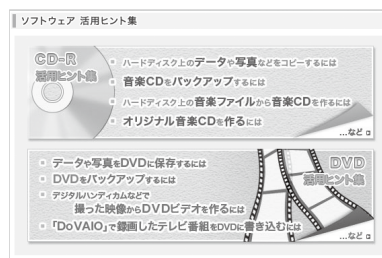 ソフトウェア 活用ヒント集
CD-R
活用ヒント集
ハードディスク上のデータや写真などをコピーするには
音楽CDをバックアップするには
ハードディスク上の音楽ファイルから音楽CDを作るには
オリジナル音楽CDを作るには
...など
データや写真をDVDに保存するには
DVDをバックアップするには
デジタルハンディカムなどで
撮った映像からDVDビデオを作るには
「DoVAIO」で録画したテレビ番組をDVDに書き込むには
DVD
活用ヒント集
...など